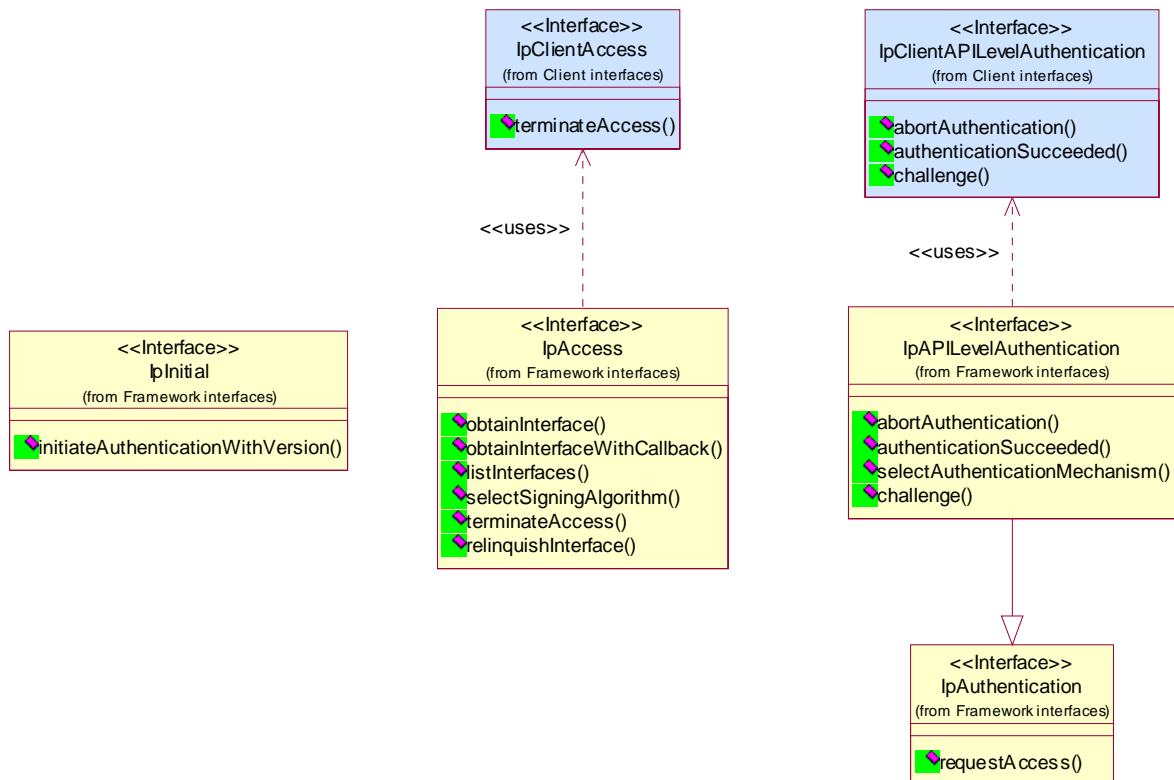 <<Interface>>
IpClientAccess
(from Client interfaces)
terminateAccess()
<<Interface>>
IpClientAPILevelAuthentication
(from Client interfaces)
abortAuthentication()
authenticationSucceeded()
challenge()
<<uses>>
<<uses>>
<<Interface>>
IpInitial
(from Framework interfaces)
initiateAuthenticationWithVersion()
<<Interface>>
IpAccess
(from Framework interfaces)
obtainInterface()
obtainInterfaceWithCallback()
listInterfaces()
selectSigningAlgorithm()
terminateAccess()
relinquishInterface()
<<Interface>>
IpAPILevelAuthentication
(from Framework interfaces)
abortAuthentication()
authenticationSucceeded()
selectAuthenticationMechanism()
challenge()
<<Interface>>
IpAuthentication
(from Framework interfaces)
requestAccess()